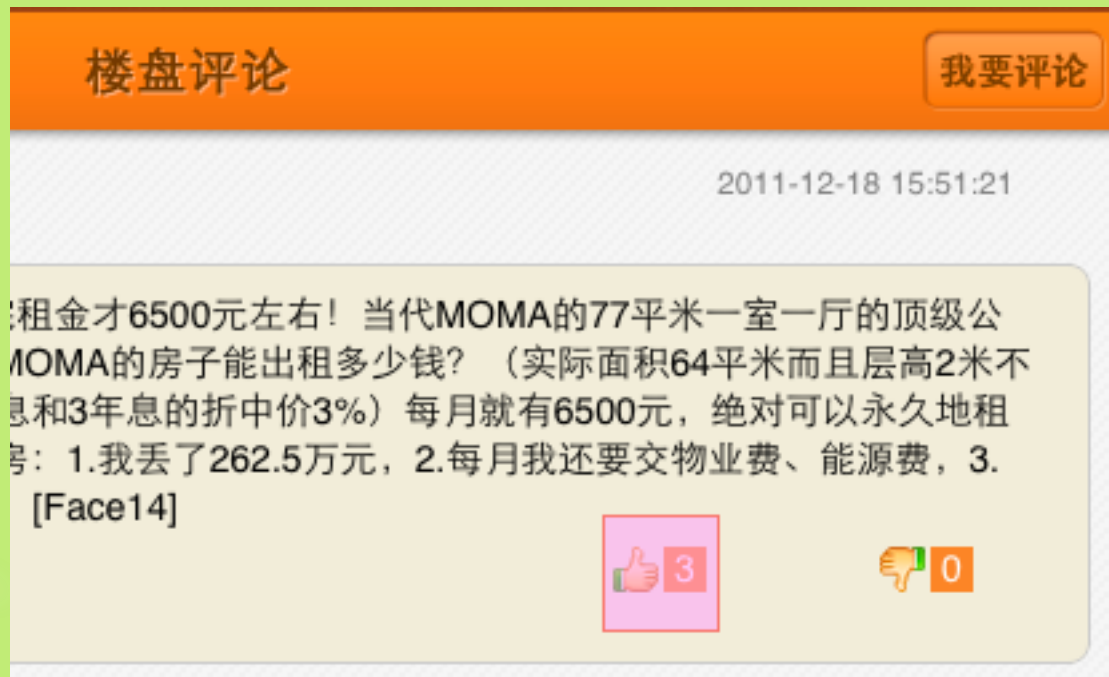 楼盘评论
我要评论
2011-12-18 15:51:21
租金才6500元左右！当代MOMA的77平米一室一厅的顶级公
MOMA的房子能出租多少钱？（实际面积64平米而且层高2米不
息和3年息的折中价3%）每月就有6500元，绝对可以永久地租
房：1.我丢了262.5万元，2.每月我还要交物业费、能源费，3.
[Face14]
3
0